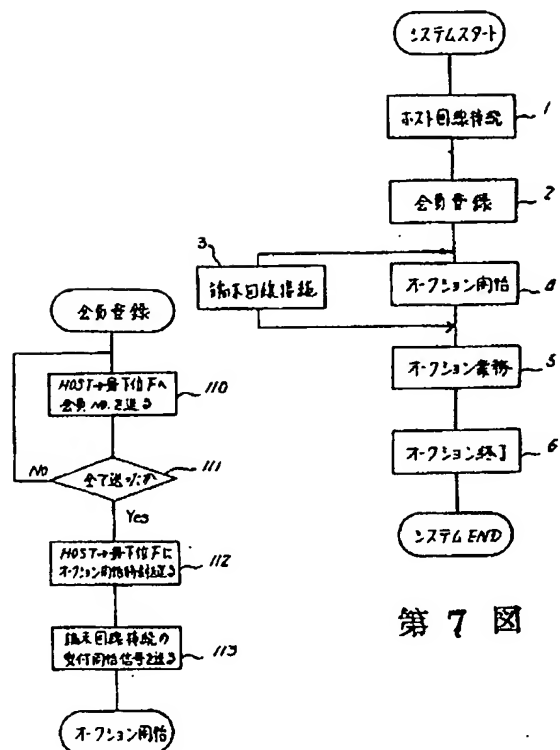 システムスタート
ホスト回線接続
1
会員登録
2
3
端末回線接続
オークション開始
4
オークション業務
5
オークション終了
6
システムEND
第7図
会員登録
HOST→最下位下へ
会員NO.を送る
110
全て送ったか
111
No
Yes
HOST→最下位下に
オークション開始時刻を送る
112
端末回線接続の
受付開始信号を送る
113
オークション開始